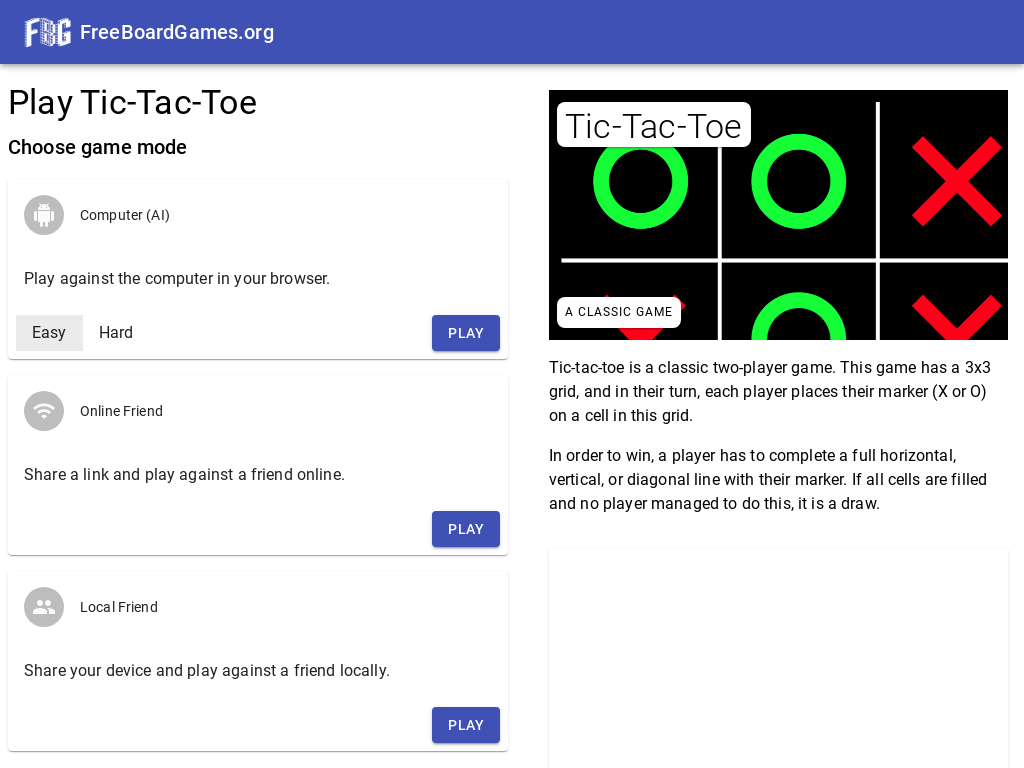 FBG FreeBoardGames.org
Play Tic-Tac-Toe
Choose game mode
Computer (AI)
Play against the computer in your browser.
Easy Hard PLAY
Online Friend
Share a link and play against a friend online.
PLAY
Local Friend
Share your device and play against a friend locally.
PLAY
Tic-Tac-Toe
A CLASSIC GAME
Tic-tac-toe is a classic two-player game. This game has a 3x3
grid, and in their turn, each player places their marker (X or O)
on a cell in this grid.
In order to win, a player has to complete a full horizontal,
vertical, or diagonal line with their marker. If all cells are filled
and no player managed to do this, it is a draw.